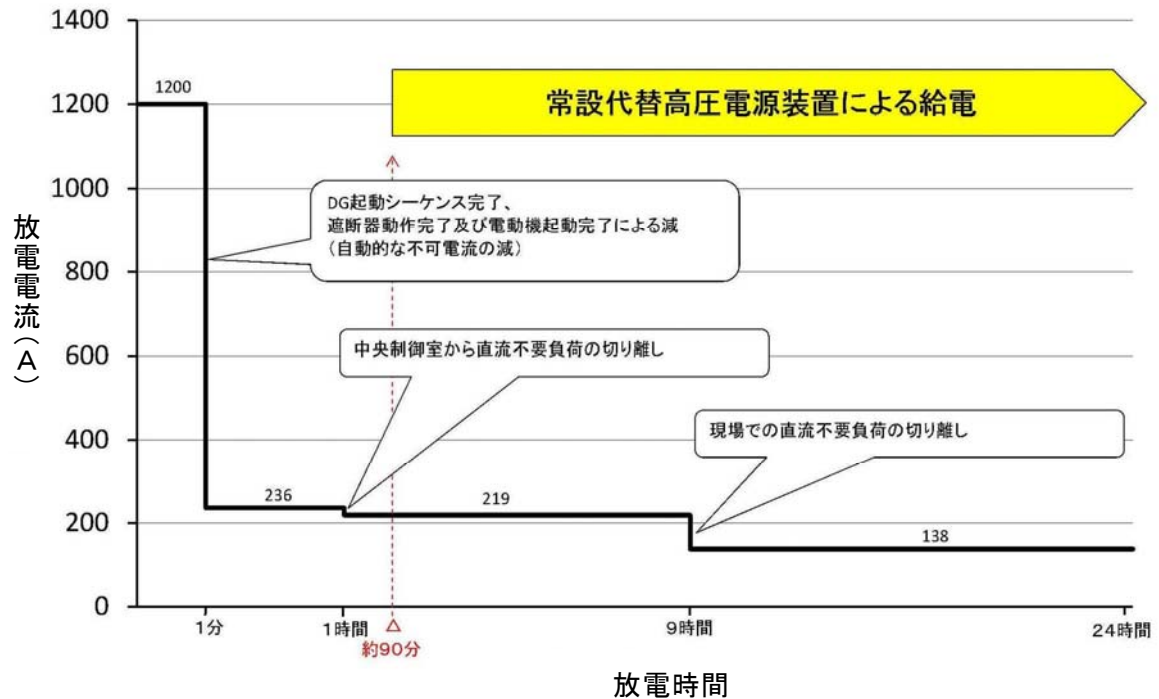 1400
1200
1000
800
600
400
200
0
放電電流(A)
1200
常設代替高圧電源装置による給電
DG起動シーケンス完了、
遮断器動作完了及び電動機起動完了による減
(自動的な不可電流の減)
中央制御室から直流不要負荷の切り離し
現場での直流不要負荷の切り離し
236
219
138
1分
1時間
△
約90分
9時間
24時間
放電時間